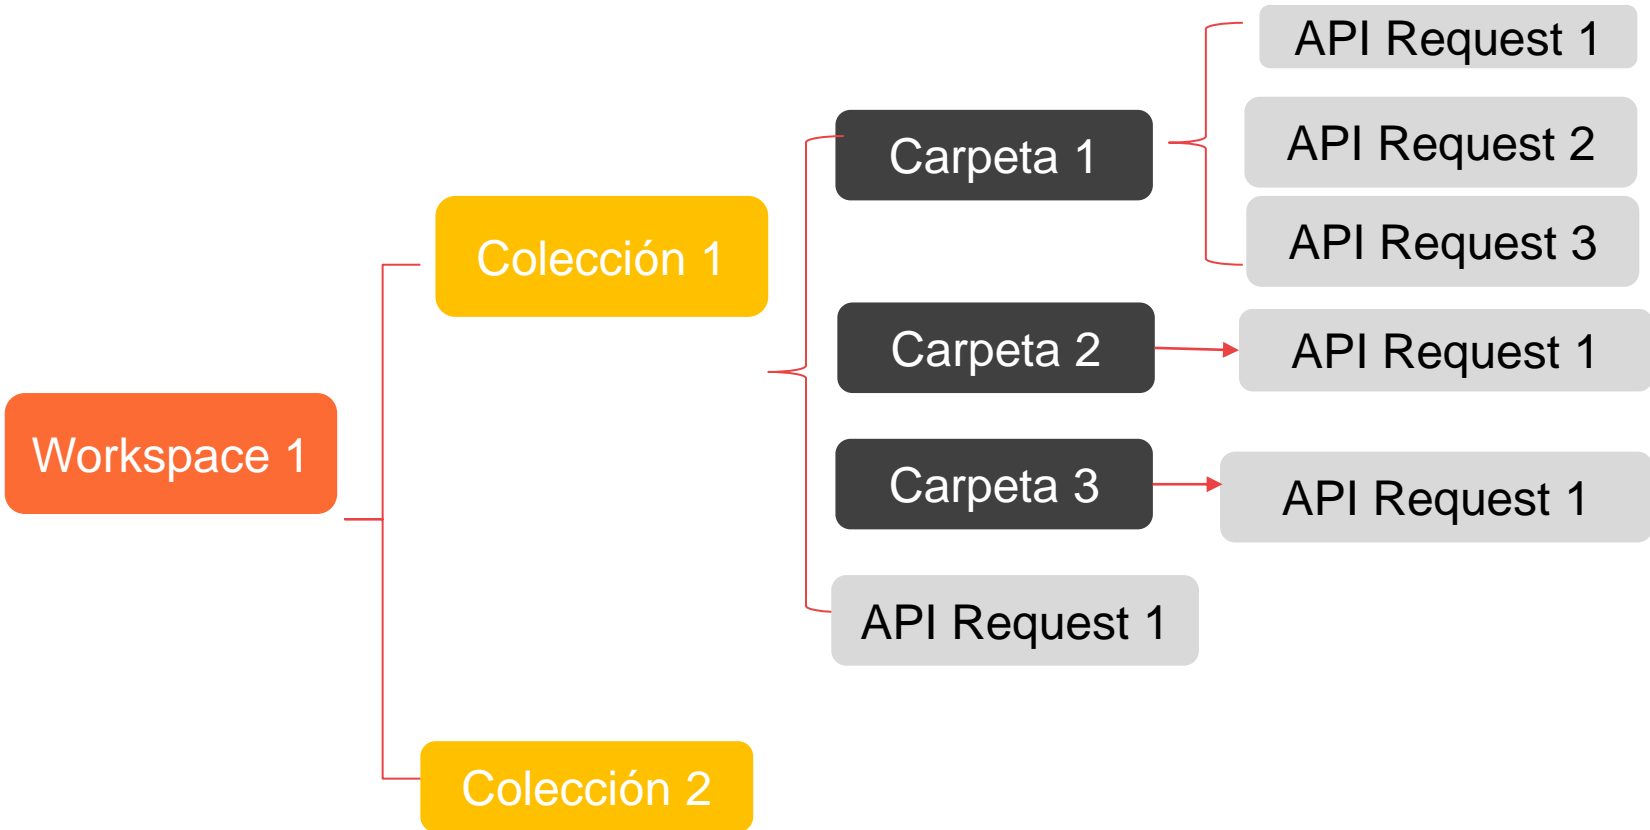 Workspace 1
Colección 1
Carpeta 1
API Request 1
API Request 2
API Request 3
Carpeta 2
API Request 1
Carpeta 3
API Request 1
API Request 1
Colección 2